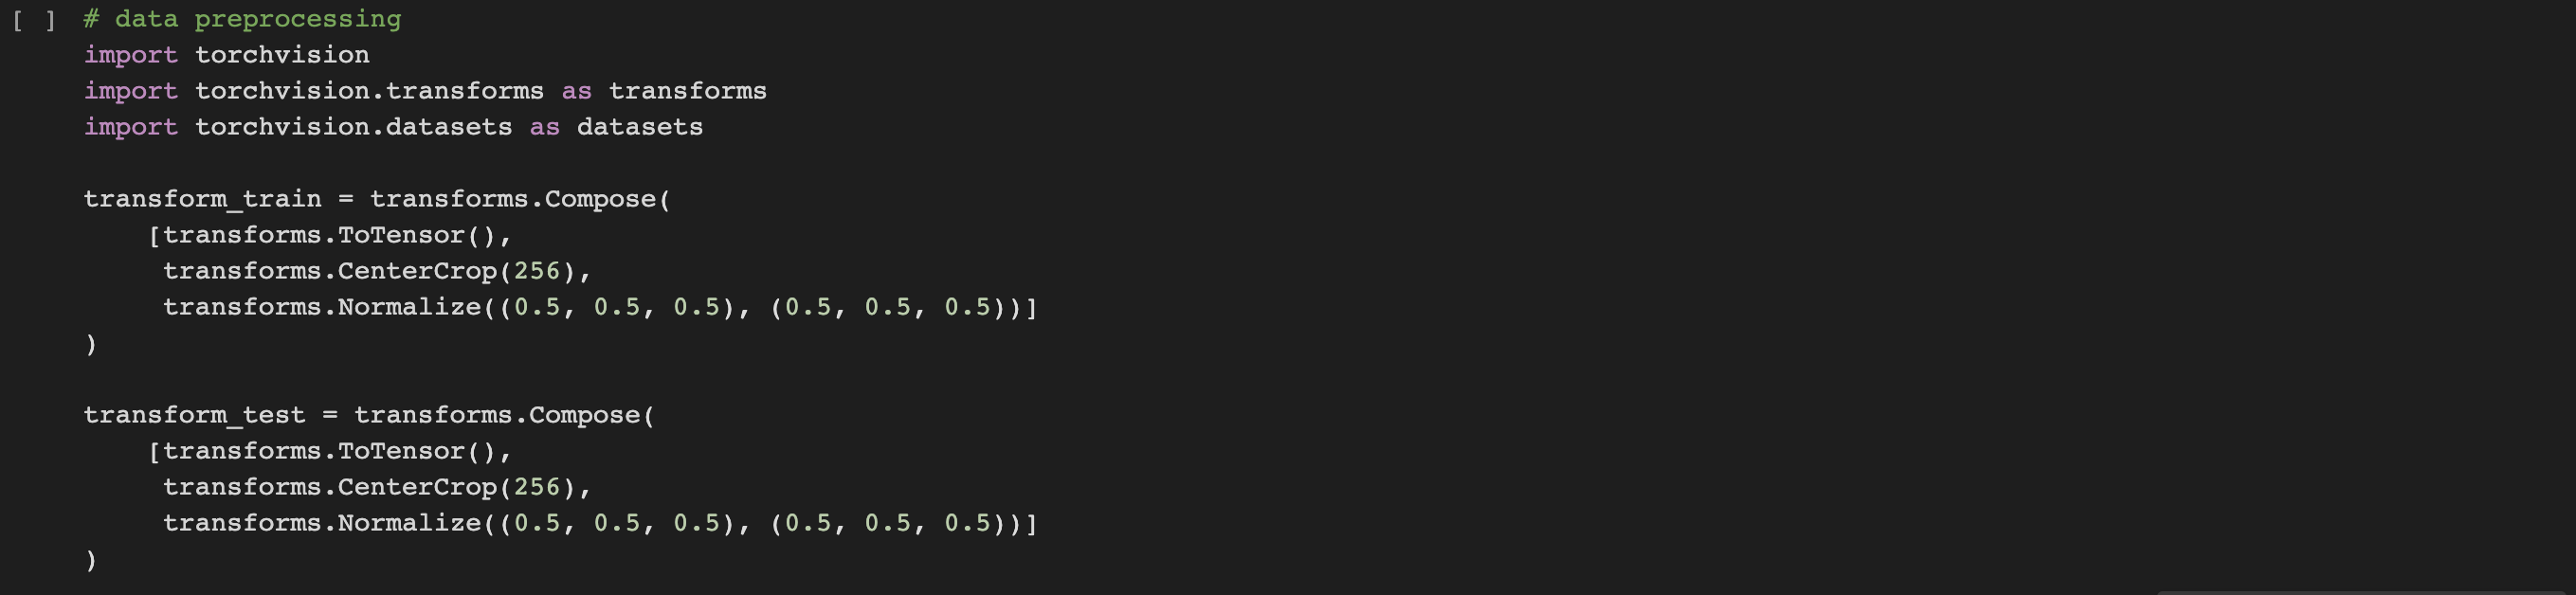 [ ] # data preprocessing
import torchvision
import torchvision.transforms as transforms
import torchvision.datasets as datasets

transform_train = transforms.Compose(
    [transforms.ToTensor(),
     transforms.CenterCrop(256),
     transforms.Normalize((0.5, 0.5, 0.5), (0.5, 0.5, 0.5))]
)

transform_test = transforms.Compose(
    [transforms.ToTensor(),
     transforms.CenterCrop(256),
     transforms.Normalize((0.5, 0.5, 0.5), (0.5, 0.5, 0.5))]
)